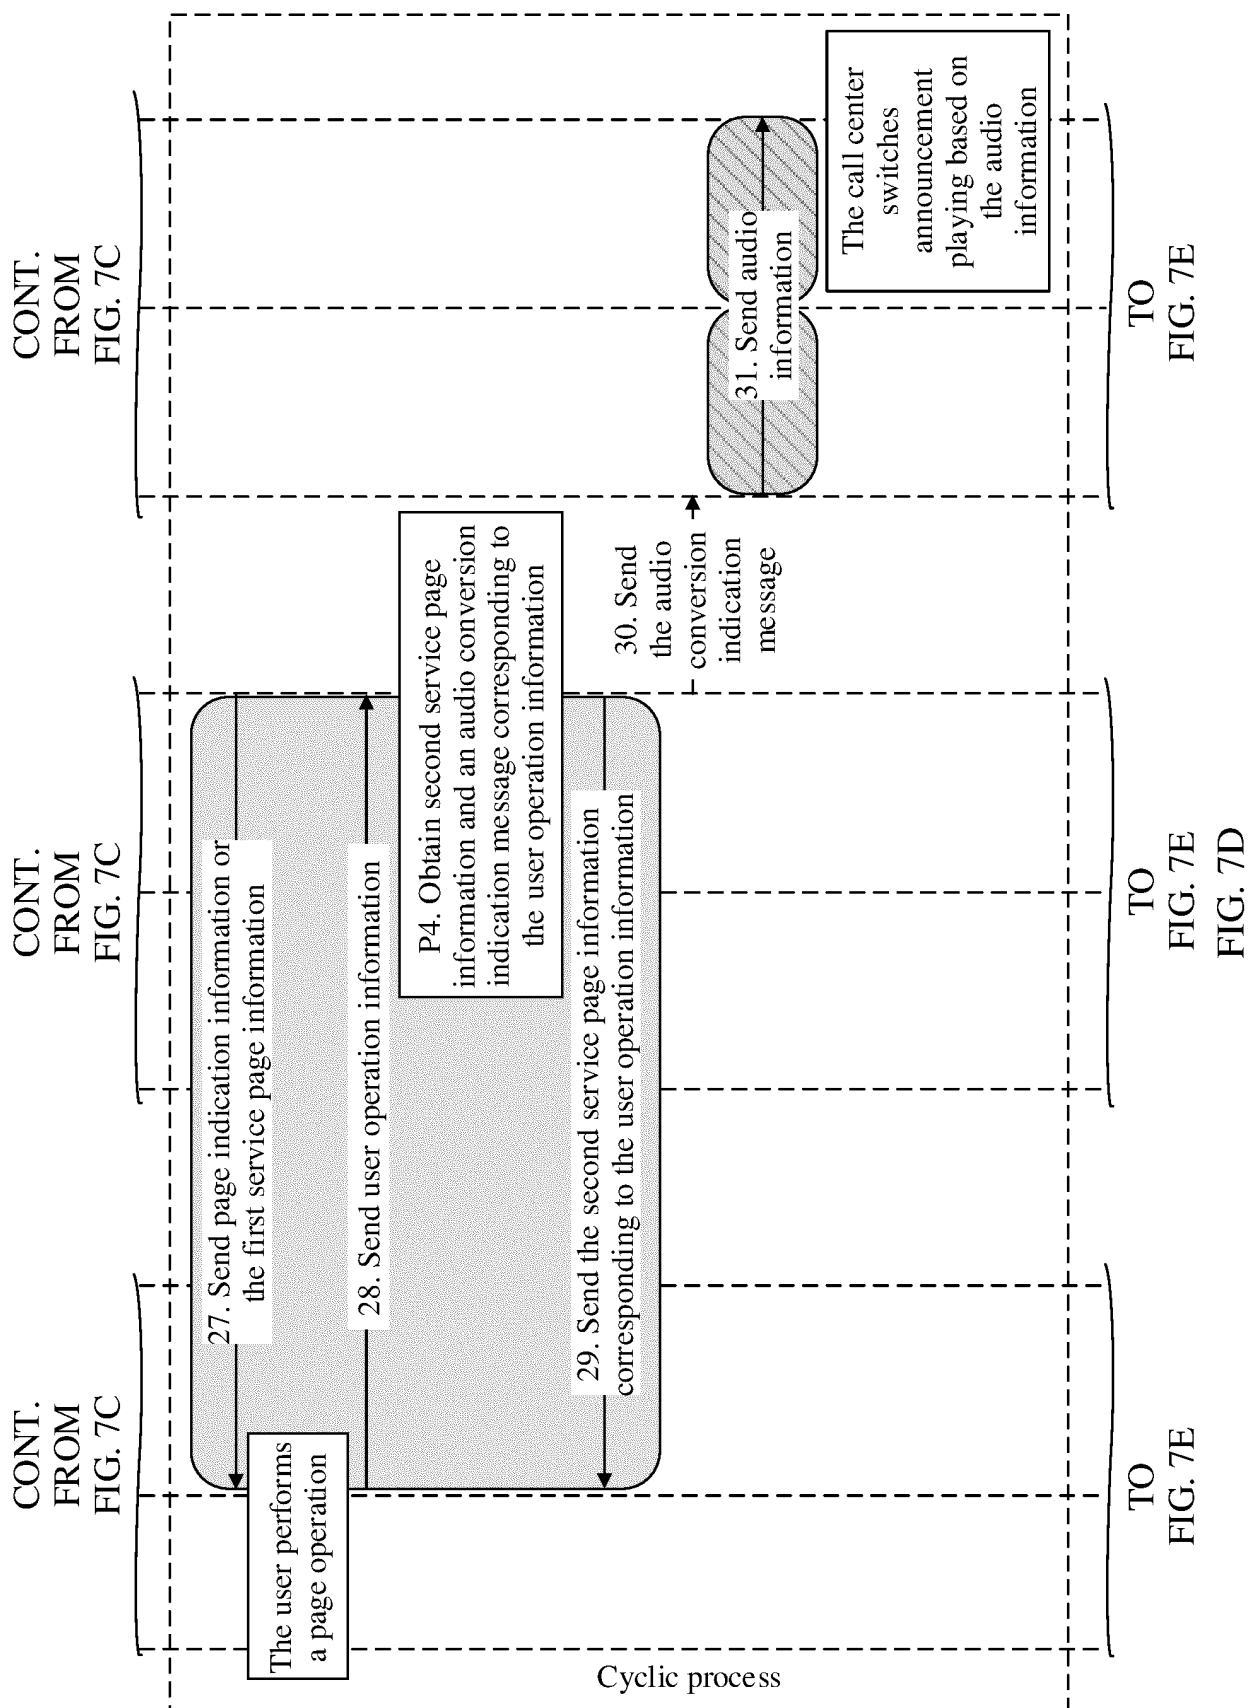 CONT.
FROM
FIG. 7C
CONT.
FROM
FIG. 7C
CONT.
FROM
FIG. 7C
27. Send page indication information or
the first service page information
The user performs
a page operation
28. Send user operation information
P4. Obtain second service page
information and an audio conversion
indication message corresponding to
the user operation information
29. Send the second service page information
corresponding to the user operation information
30. Send
the audio
conversion
indication
message
31. Send audio
information
The call center
switches
announcement
playing based on
the audio
information
Cyclic process
TO
FIG. 7E
TO
FIG. 7E
TO
FIG. 7E
FIG. 7D